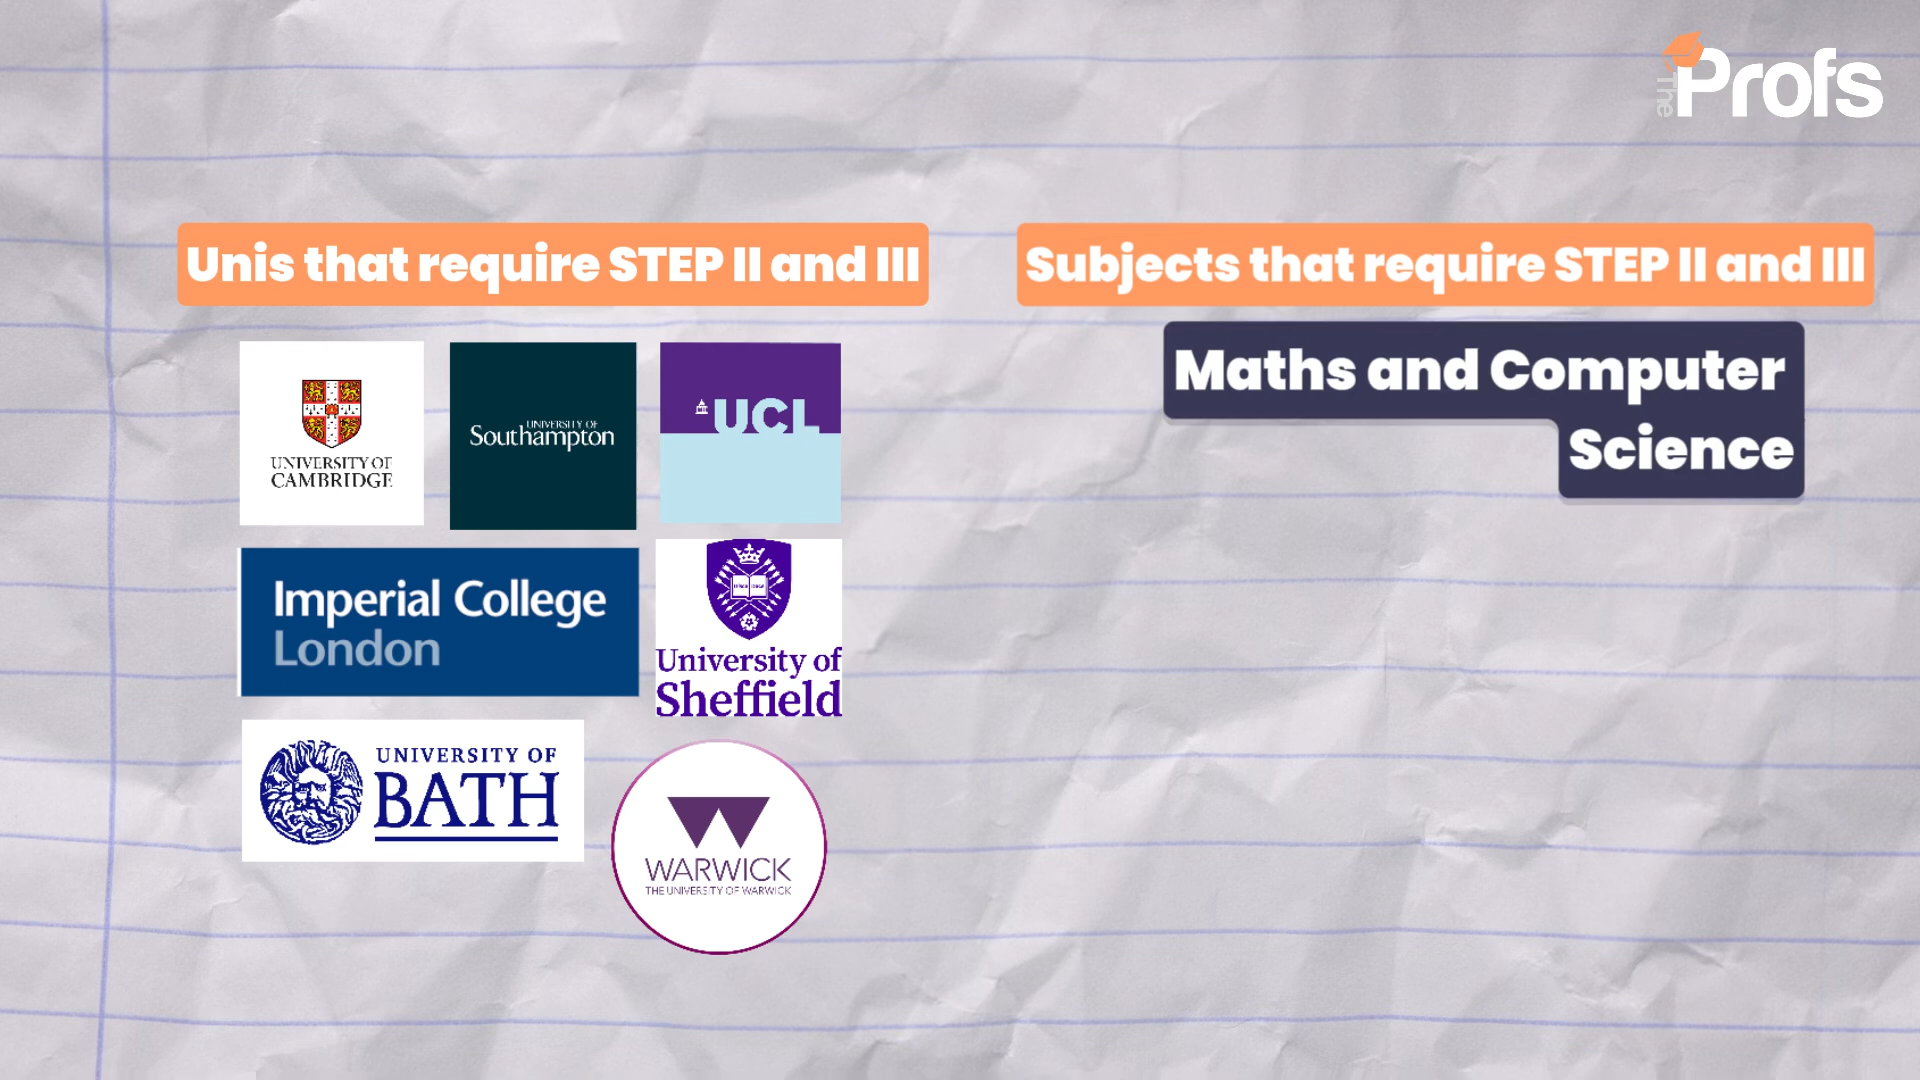 The Profs
Unis that require STEP II and III
Subjects that require STEP II and III
Maths and Computer
Science
UNIVERSITY OF
CAMBRIDGE
UNIVERSITY OF
Southampton
UCL
Imperial College
London
University of
Sheffield
UNIVERSITY OF
BATH
WARWICK
THE UNIVERSITY OF WARWICK